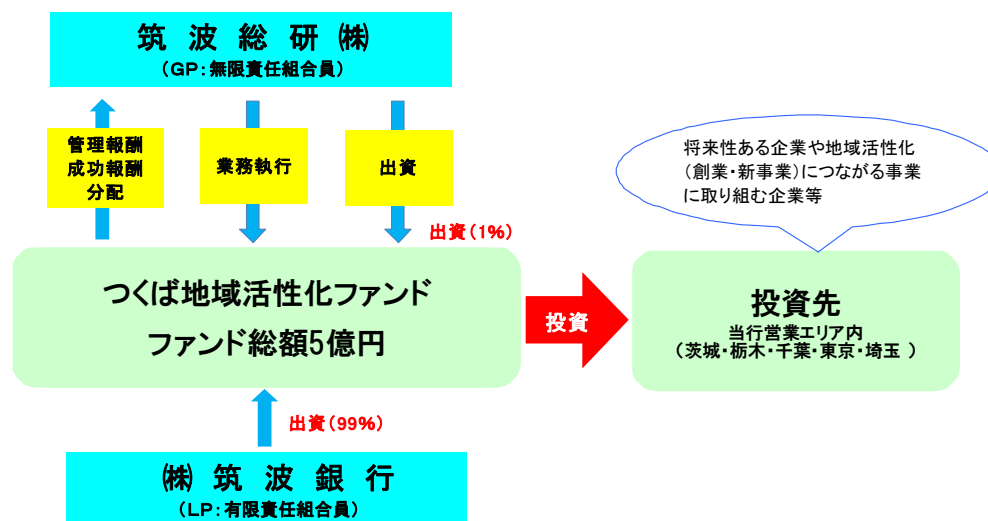 筑 波 総 研 ㈱
（GP：無限責任組合員）
管理報酬
成功報酬
分配
業務執行
出資
出資（1%）
将来性ある企業や地域活性化
（創業・新事業）につながる事業
に取り組む企業等
つくば地域活性化ファンド
ファンド総額5億円
投資
投資先
当行営業エリア内
（茨城・栃木・千葉・東京・埼玉 ）
出資（99%）
㈱ 筑 波 銀 行
（LP：有限責任組合員）